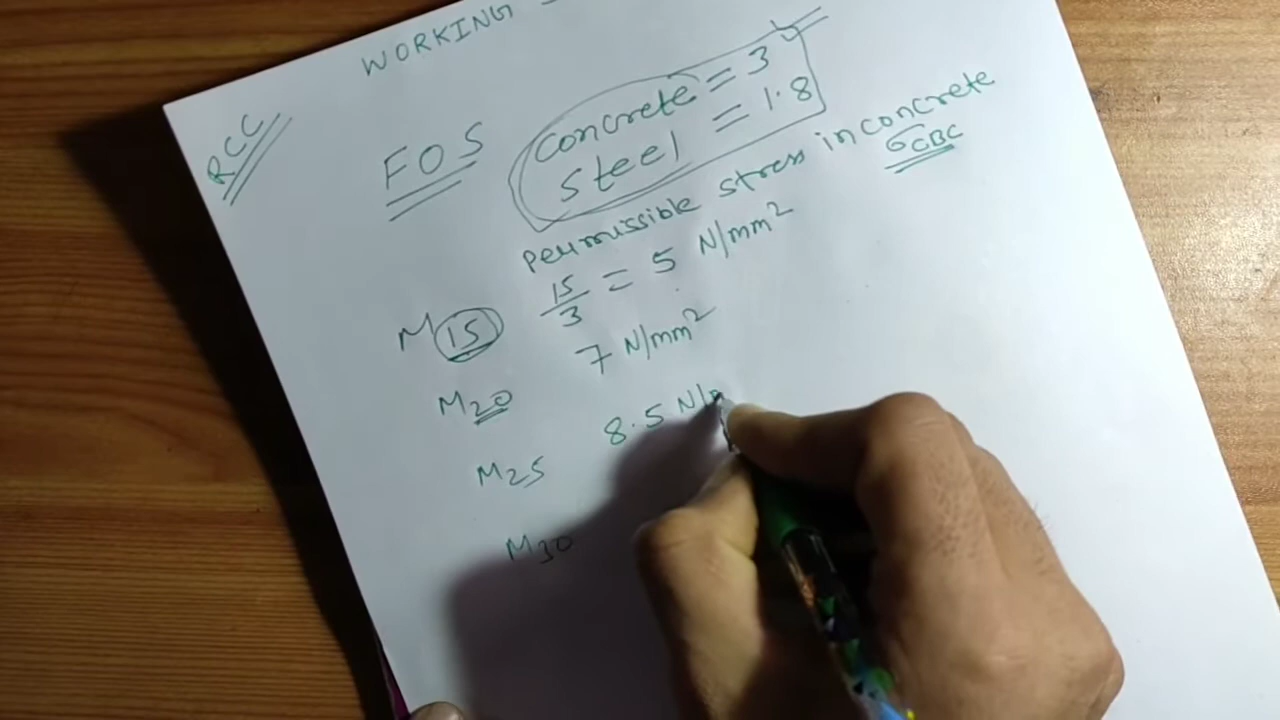 WORKING -
RCC
FOS
concrete = 3
steel = 1.8
Permissible stress in concrete
σCBC
M15 15/3 = 5 N/mm²
M20 7 N/mm²
M25 8.5 N/
M30